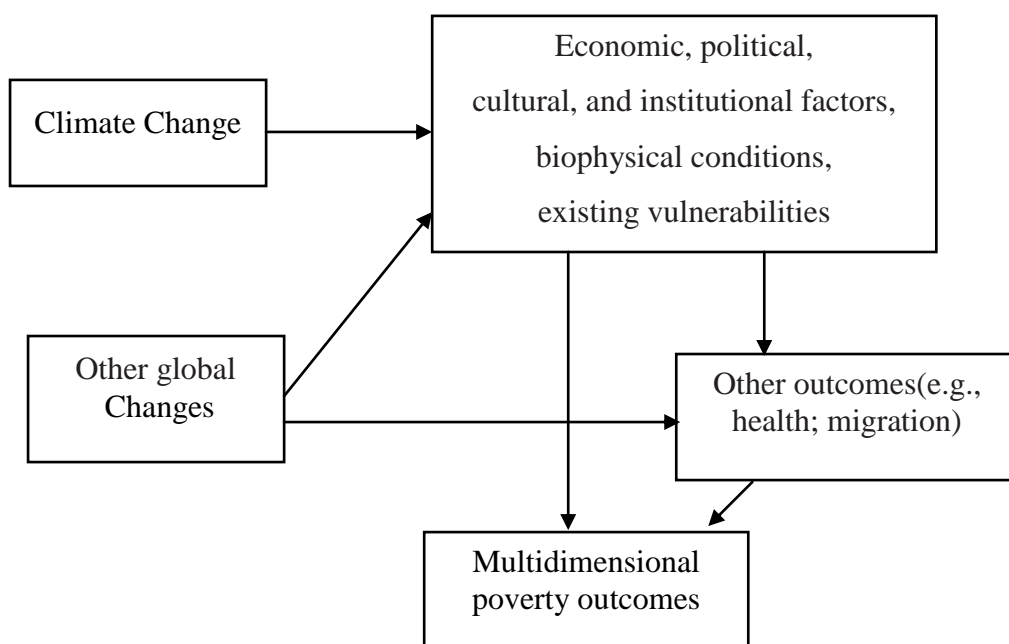 Economic, political,
cultural, and institutional factors,
biophysical conditions,
existing vulnerabilities
Climate Change
Other global
Changes
Other outcomes(e.g.,
health; migration)
Multidimensional
poverty outcomes